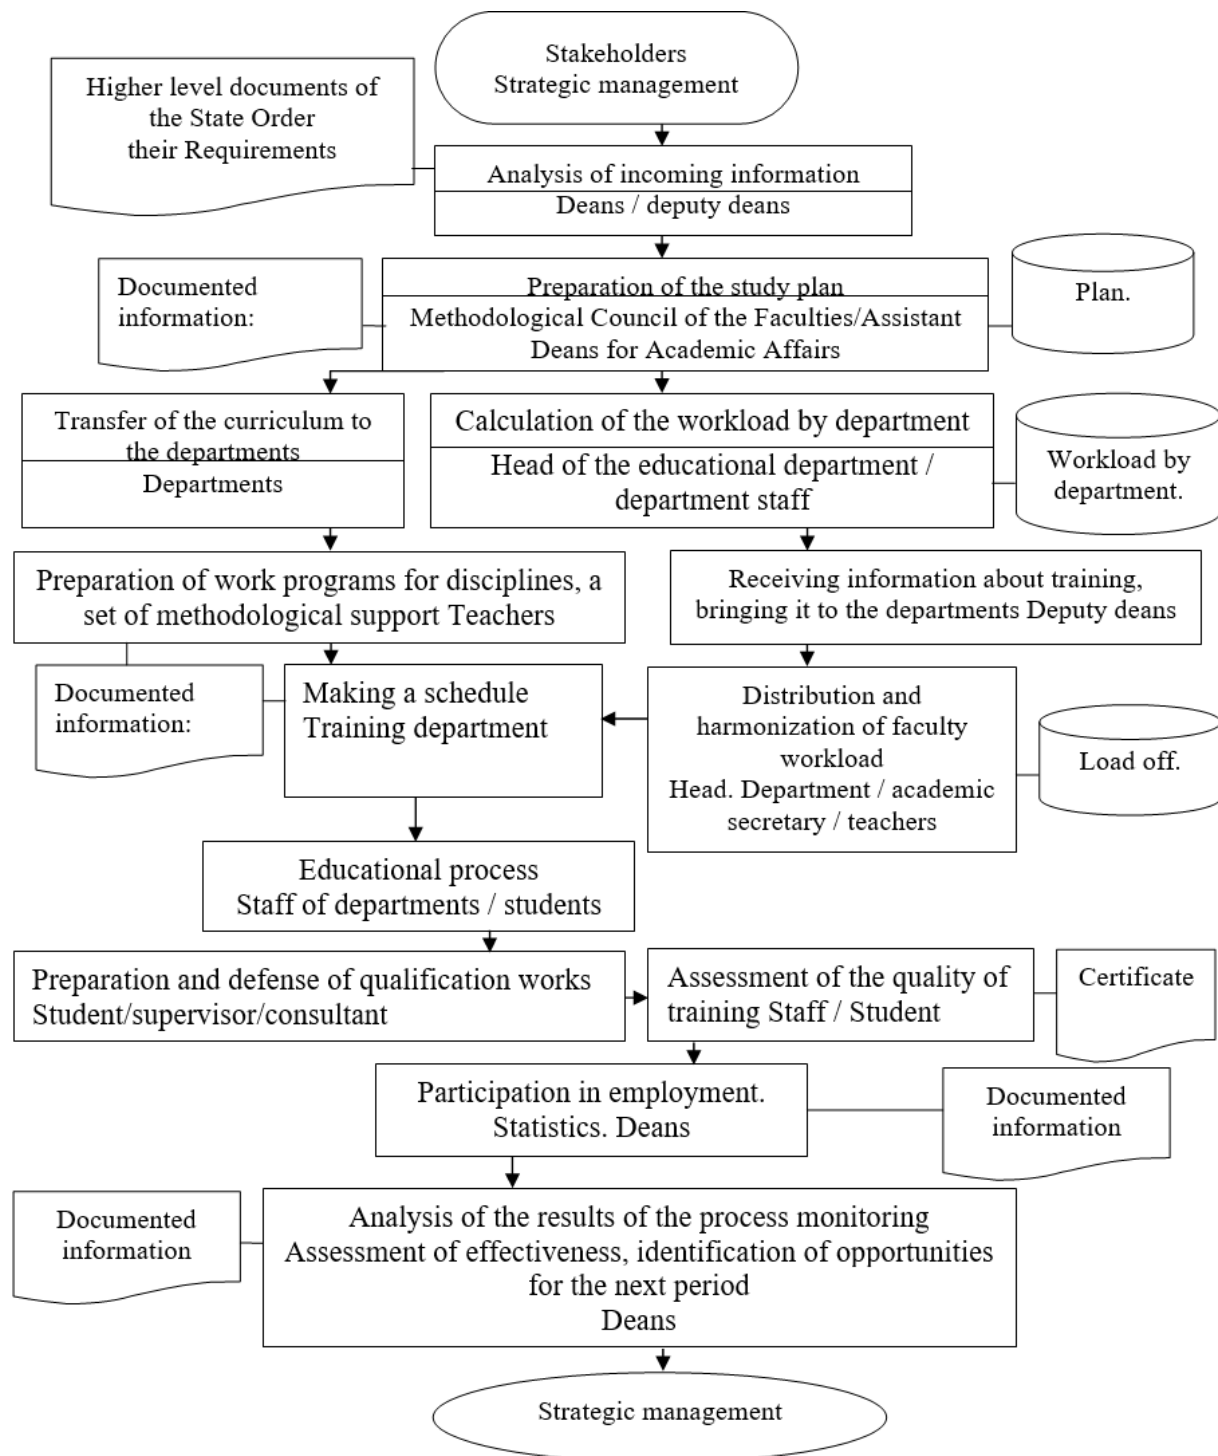 Stakeholders
Strategic management
Higher level documents of
the State Order
their Requirements
Analysis of incoming information
Deans / deputy deans
Documented
information:
Preparation of the study plan
Methodological Council of the Faculties/Assistant
Deans for Academic Affairs
Plan.
Transfer of the curriculum to
the departments
Departments
Calculation of the workload by department
Head of the educational department /
department staff
Workload by
department.
Preparation of work programs for disciplines, a
set of methodological support Teachers
Receiving information about training,
bringing it to the departments Deputy deans
Documented
information:
Making a schedule
Training department
Distribution and
harmonization of faculty
workload
Head. Department / academic
secretary / teachers
Load off.
Educational process
Staff of departments / students
Preparation and defense of qualification works
Student/supervisor/consultant
Assessment of the quality of
training Staff / Student
Certificate
Participation in employment.
Statistics. Deans
Documented
information
Documented
information
Analysis of the results of the process monitoring
Assessment of effectiveness, identification of opportunities
for the next period
Deans
Strategic management